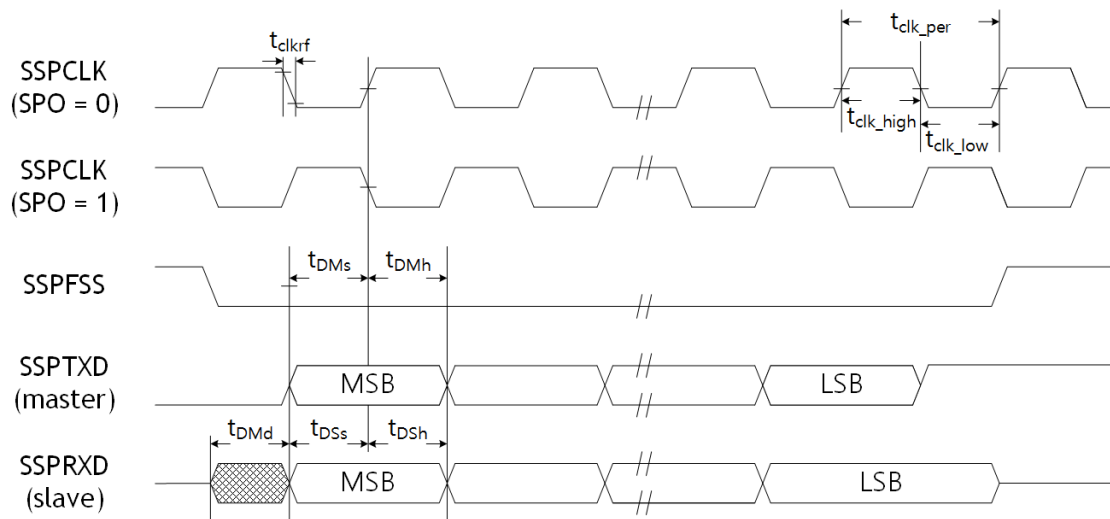 t_clk_per
t_clkrf
SSPCLK
(SPO = 0)
t_clk_high
t_clk_low
SSPCLK
(SPO = 1)
t_DMs
t_DMh
SSPFSS
SSPTXD
(master)
MSB
LSB
t_DMd
t_DSs
t_DSh
SSPRXD
(slave)
MSB
LSB